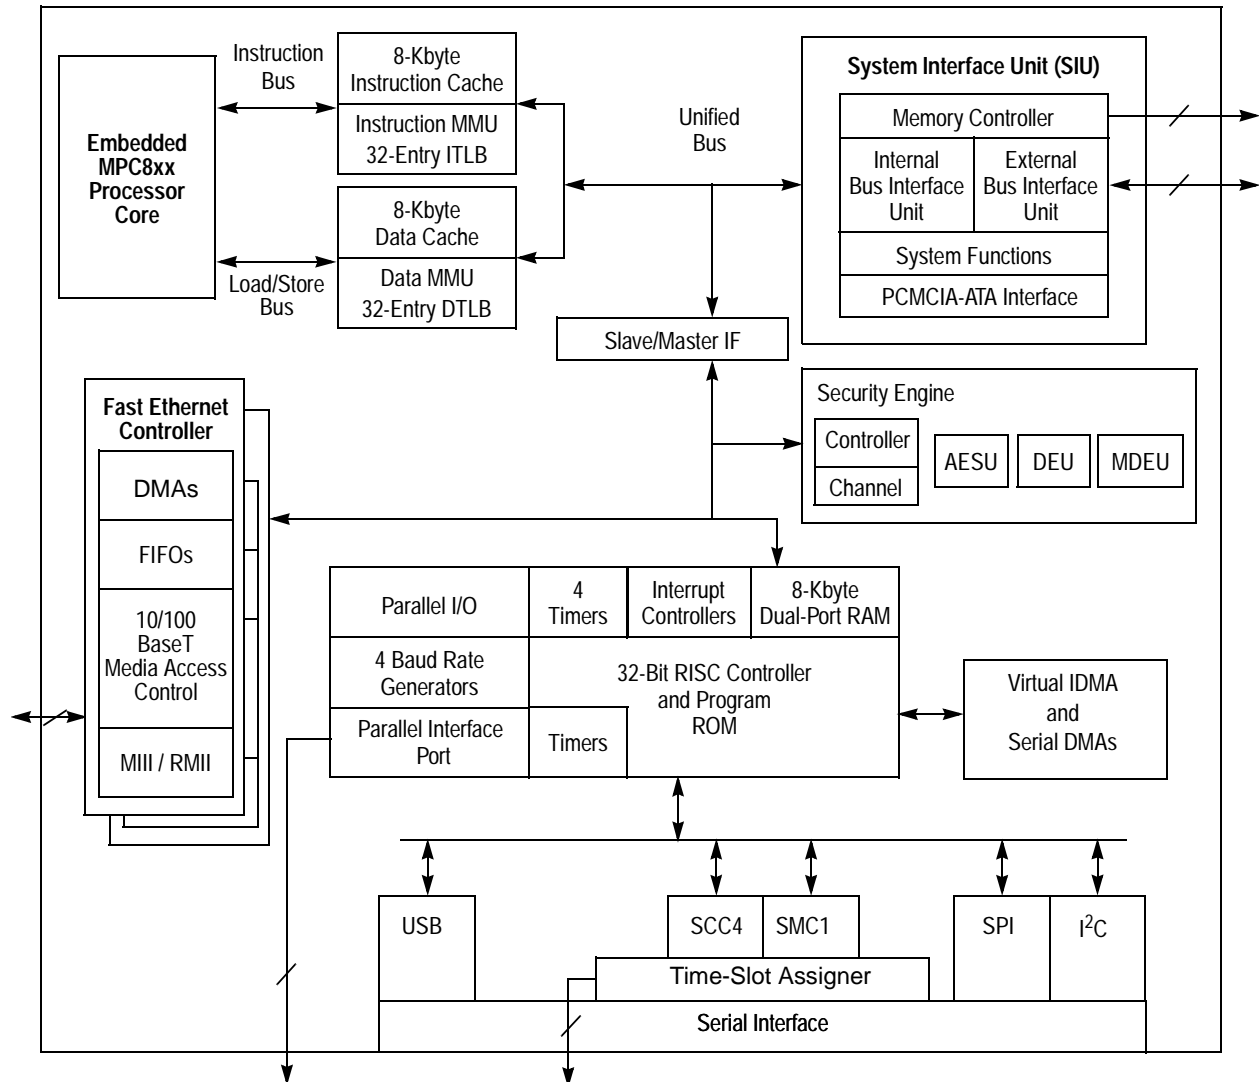 Embedded
MPC8xx
Processor
Core
Instruction
Bus
Load/Store
Bus
8-Kbyte
Instruction Cache
Instruction MMU
32-Entry ITLB
8-Kbyte
Data Cache
Data MMU
32-Entry DTLB
Unified
Bus
System Interface Unit (SIU)
Memory Controller
Internal
Bus Interface
Unit
External
Bus Interface
Unit
System Functions
PCMCIA-ATA Interface
Slave/Master IF
Security Engine
Controller
Channel
AESU
DEU
MDEU
Fast Ethernet
Controller
DMAs
FIFOs
10/100
BaseT
Media Access
Control
MIII / RMII
Parallel I/O
4
Timers
Interrupt
Controllers
8-Kbyte
Dual-Port RAM
4 Baud Rate
Generators
32-Bit RISC Controller
and Program
ROM
Parallel Interface
Port
Timers
Virtual IDMA
and
Serial DMAs
USB
SCC4
SMC1
SPI
I²C
Time-Slot Assigner
Serial Interface